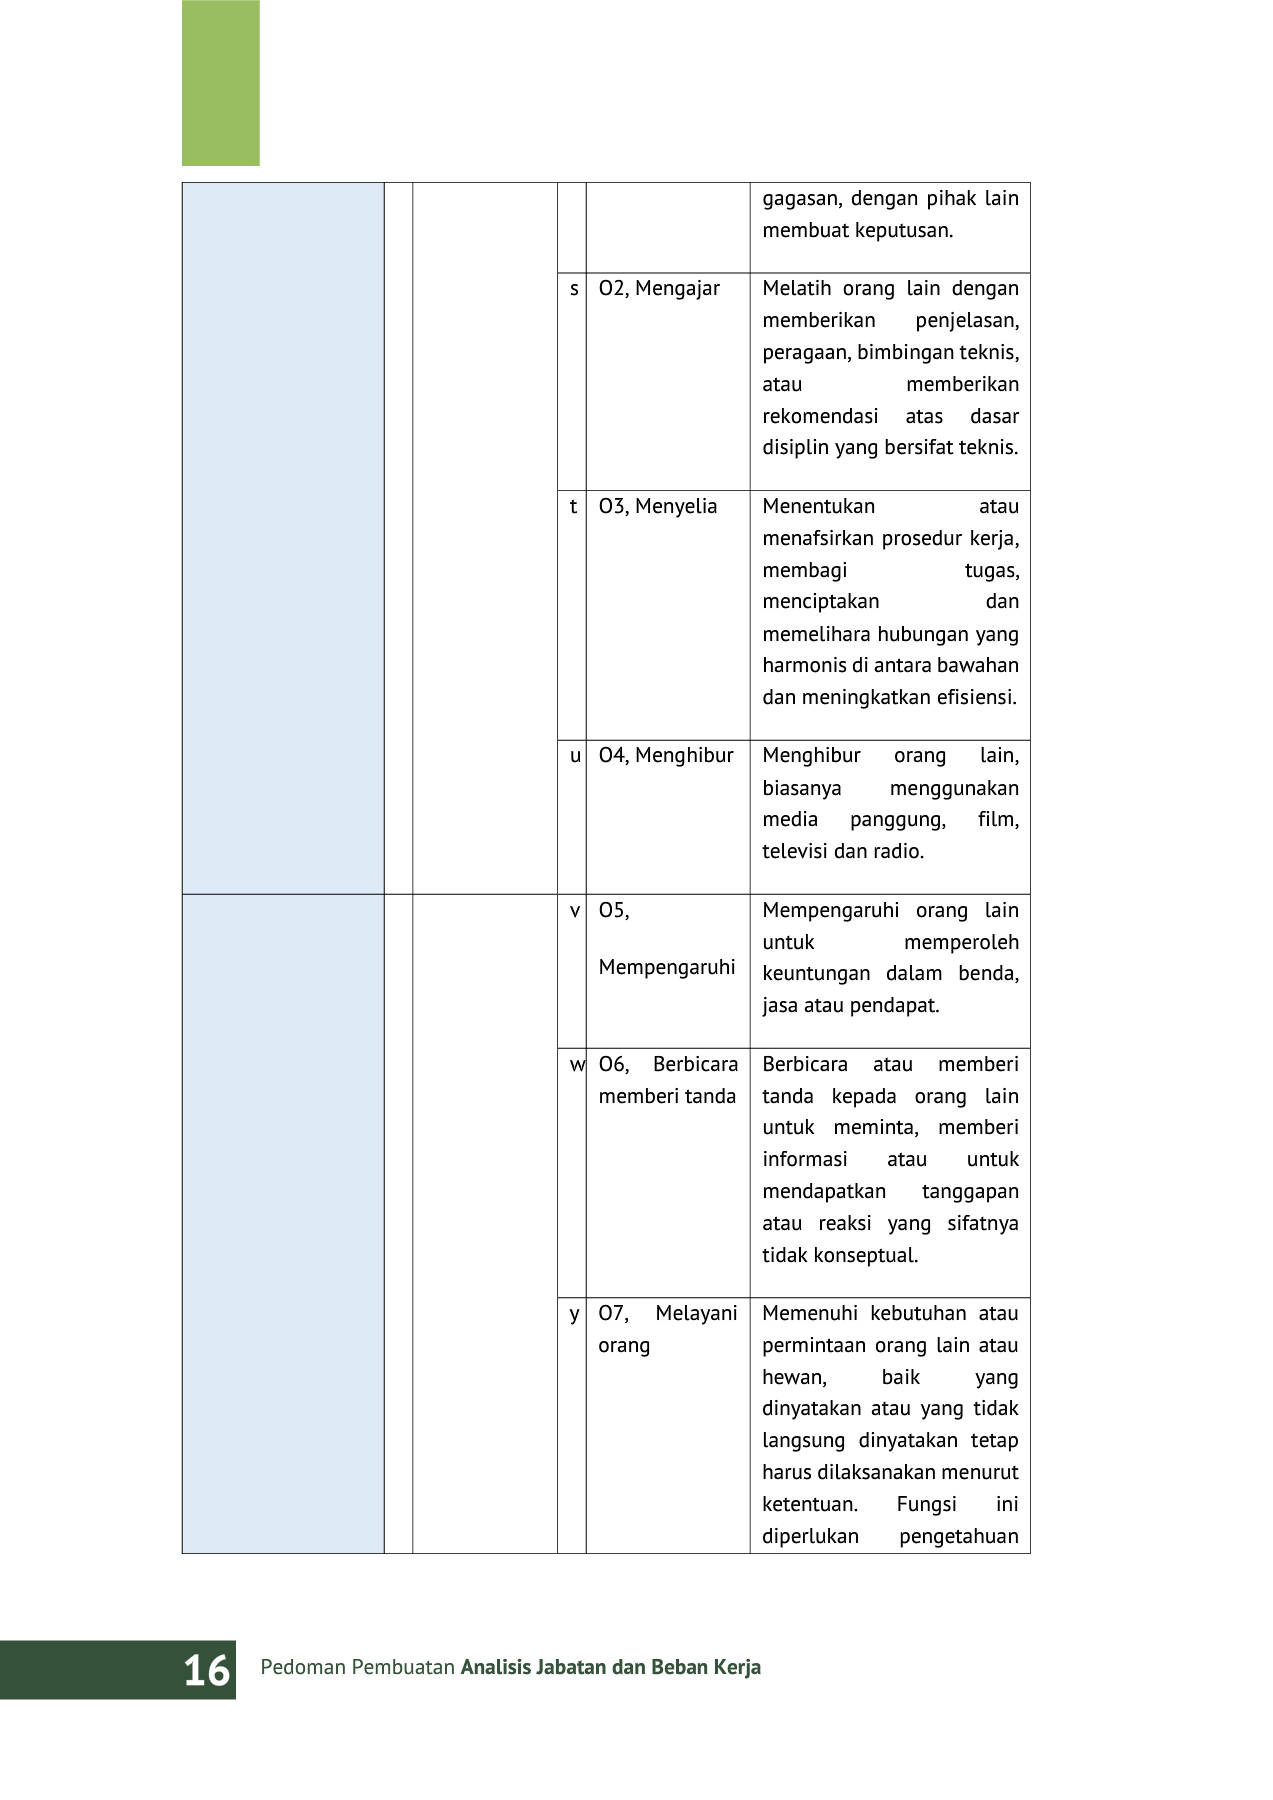 gagasan, dengan pihak lain
membuat keputusan.
s O2, Mengajar Melatih orang lain dengan
memberikan penjelasan,
peragaan, bimbingan teknis,
atau memberikan
rekomendasi atas dasar
disiplin yang bersifat teknis.
t O3, Menyelia Menentukan atau
menafsirkan prosedur kerja,
membagi tugas,
menciptakan dan
memelihara hubungan yang
harmonis di antara bawahan
dan meningkatkan efisiensi.
u O4, Menghibur Menghibur orang lain,
biasanya menggunakan
media panggung, film,
televisi dan radio.
v O5, Mempengaruhi orang lain
untuk memperoleh
Mempengaruhi keuntungan dalam benda,
jasa atau pendapat.
w O6, Berbicara Berbicara atau memberi
memberi tanda tanda kepada orang lain
untuk meminta, memberi
informasi atau untuk
mendapatkan tanggapan
atau reaksi yang sifatnya
tidak konseptual.
y O7, Melayani Memenuhi kebutuhan atau
orang permintaan orang lain atau
hewan, baik yang
dinyatakan atau yang tidak
langsung dinyatakan tetap
harus dilaksanakan menurut
ketentuan. Fungsi ini
diperlukan pengetahuan
16 Pedoman Pembuatan Analisis Jabatan dan Beban Kerja